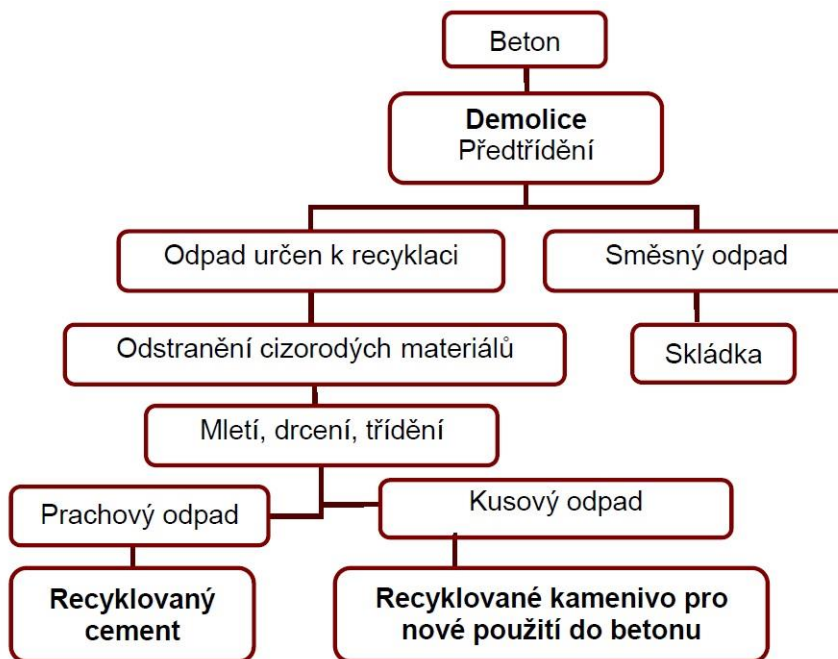 Beton
Demolice
Předtřídění
Odpad určen k recyklaci
Směsný odpad
Odstranění cizorodých materiálů
Skládka
Mletí, drcení, třídění
Prachový odpad
Kusový odpad
Recyklovaný
cement
Recyklované kamenivo pro
nové použití do betonu